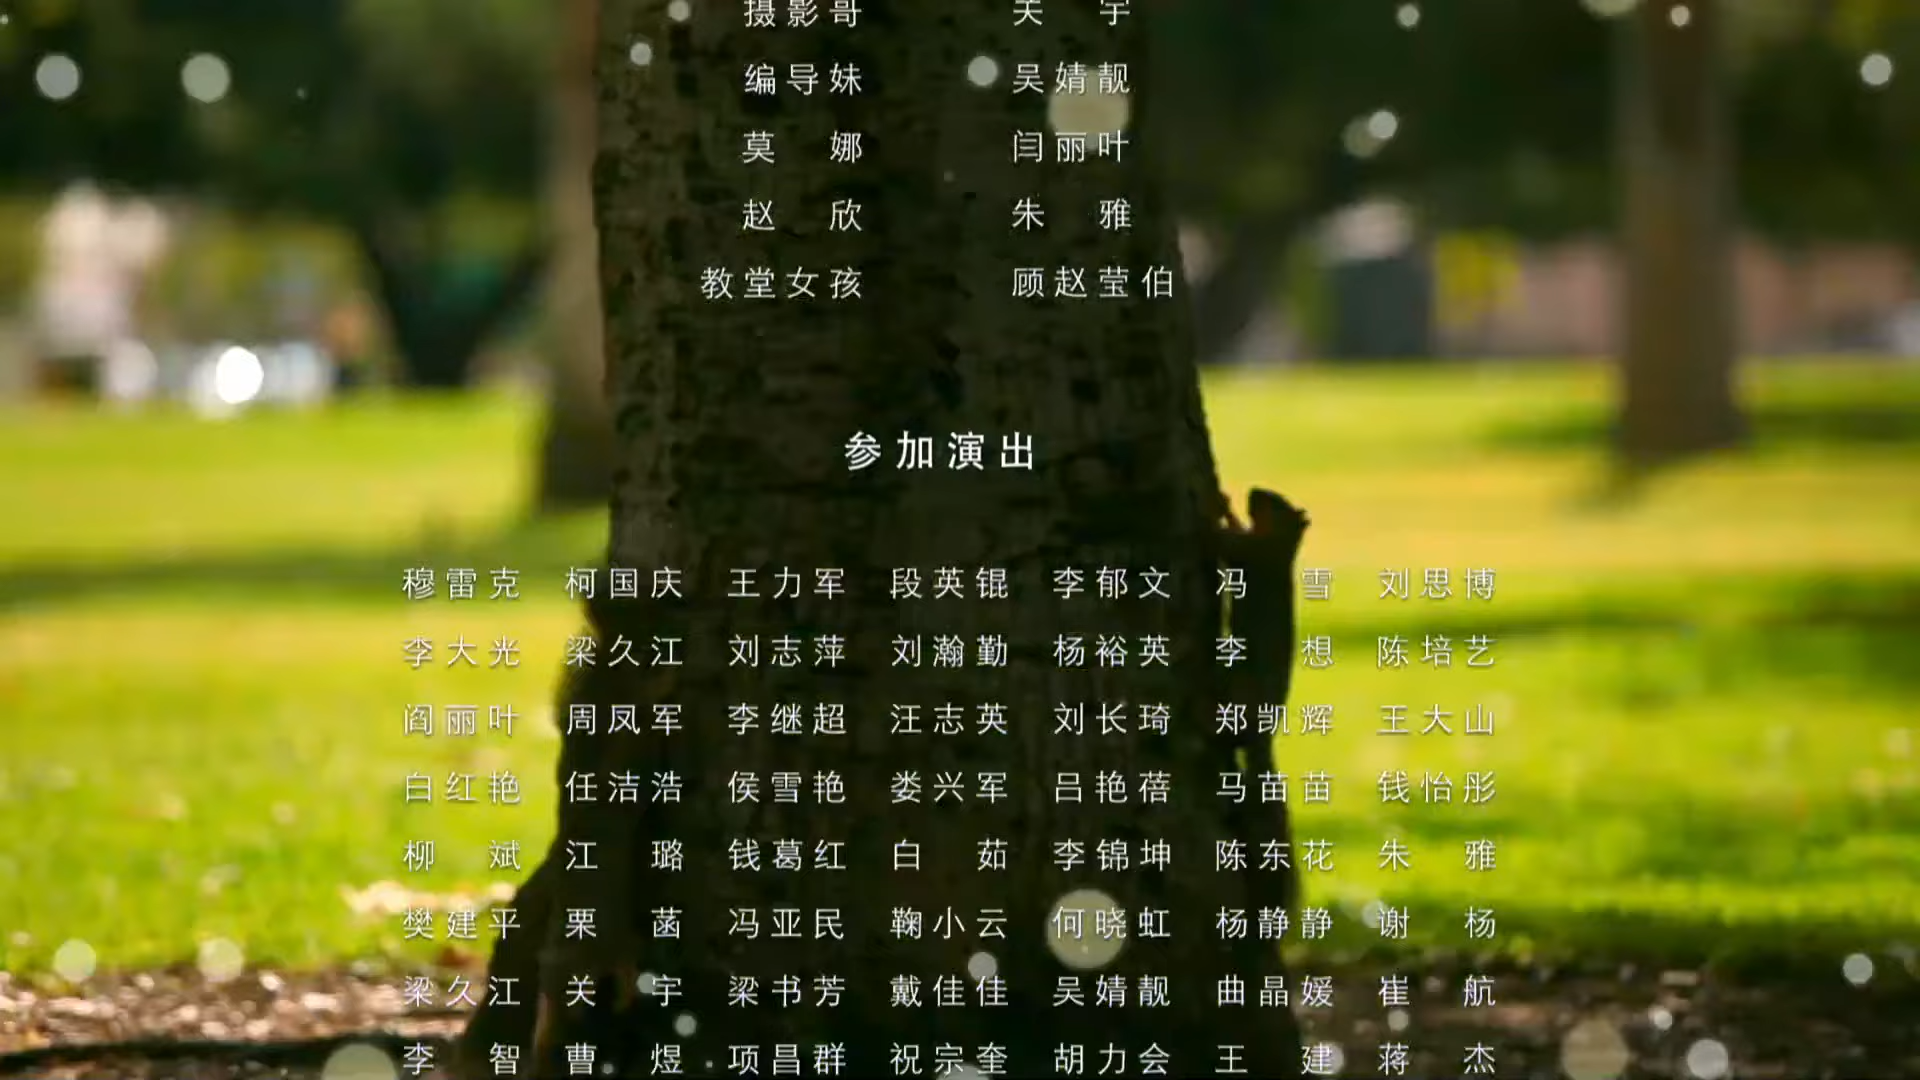 摄影哥 关宇
编导妹 吴婧靓
莫娜 闫丽叶
赵欣 朱雅
教堂女孩 顾赵莹伯
参加演出
穆雷克 柯国庆 王力军 段英锟 李郁文 冯雪 刘思博
李大光 梁久江 刘志萍 刘瀚勤 杨裕英 李想 陈培艺
阎丽叶 周凤军 李继超 汪志英 刘长琦 郑凯辉 王大山
白红艳 任洁浩 侯雪艳 娄兴军 吕艳蓓 马苗苗 钱怡彤
柳斌 江璐 钱葛红 白茹 李锦坤 陈东花 朱雅
樊建平 栗菡 冯亚民 鞠小云 何晓虹 杨静静 谢杨
梁久江 关宇 梁书芳 戴佳佳 吴婧靓 曲晶嫒 崔航
李智 曹煜 项昌群 祝宗奎 胡力会 王建 蒋杰